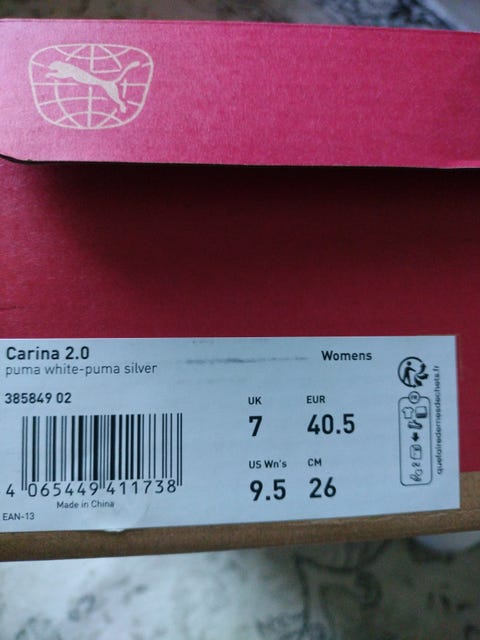 Carina 2.0
Womens
puma white-puma silver
385849 02
UK
EUR
7
40.5
US Wn's
CM
9.5
26
4 065449 411738
Made in China
EAN-13
FR
quefairedemesdechets.fr